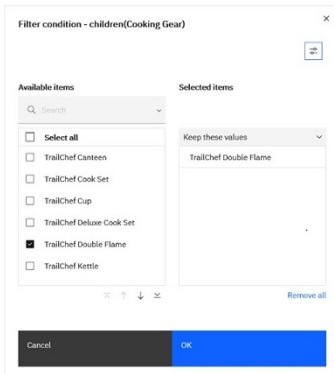 Filter condition - children(Cooking Gear)
Available items
Selected items
Search
Select all
Keep these values
TrailChef Canteen
TrailChef Double Flame
TrailChef Cook Set
TrailChef Cup
TrailChef Deluxe Cook Set
TrailChef Double Flame
TrailChef Kettle
Remove all
Cancel
OK